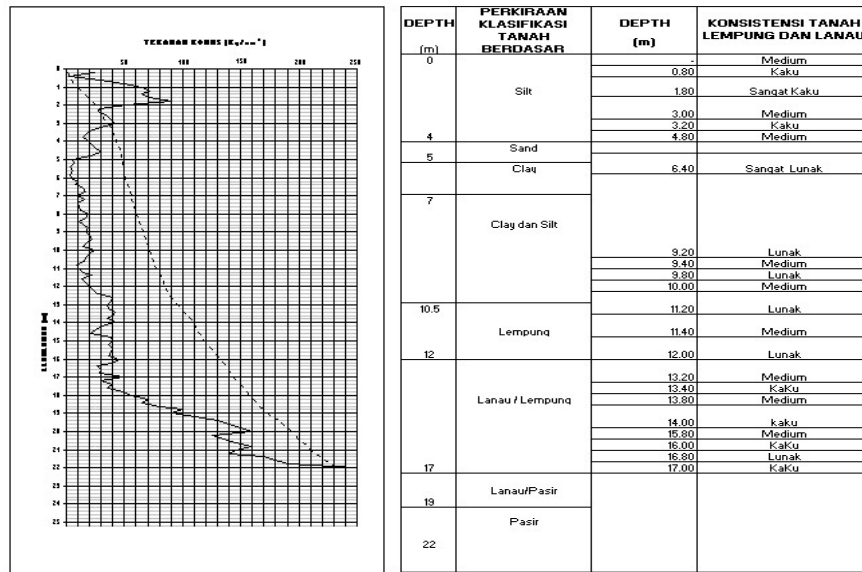 TEKANAN KONUS (Kg/cm²)
0 50 100 150 200 250
0
1
2
3
4
5
6
7
8
9
10
11
12
13
14
15
16
17
18
19
20
21
22
23
24
25
DEPTH (m) PERKIRAAN KLASIFIKASI TANAH BERDASAR DEPTH (m) KONSISTENSI TANAH LEMPUNG DAN LANAU
0 - Medium
0.80 Kaku
Silt 1.80 Sangat Kaku
3.00 Medium
3.20 Kaku
4 4.80 Medium
Sand
5
Clay 6.40 Sangat Lunak
7
Clay dan Silt
9.20 Lunak
9.40 Medium
9.80 Lunak
10.00 Medium
10.5 11.20 Lunak
Lempung 11.40 Medium
12 12.00 Lunak
13.20 Medium
13.40 KaKu
Lanau / Lempung 13.80 Medium
14.00 kaku
15.80 Medium
16.00 KaKu
16.80 Lunak
17 17.00 KaKu
Lanau/Pasir
19
Pasir
22